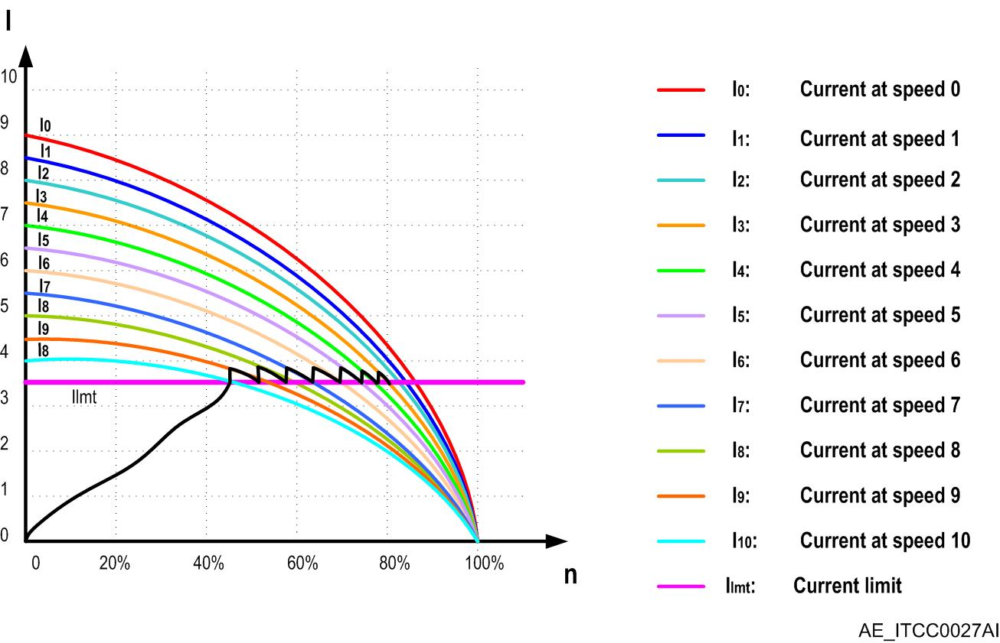 I
10
9
8
7
6
5
4
3
2
1
0
I0
I1
I2
I3
I4
I5
I6
I7
I8
I9
I8
Ilmt
0 20% 40% 60% 80% 100%
n
I0: Current at speed 0
I1: Current at speed 1
I2: Current at speed 2
I3: Current at speed 3
I4: Current at speed 4
I5: Current at speed 5
I6: Current at speed 6
I7: Current at speed 7
I8: Current at speed 8
I9: Current at speed 9
I10: Current at speed 10
Ilmt: Current limit
AE_ITCC0027AI